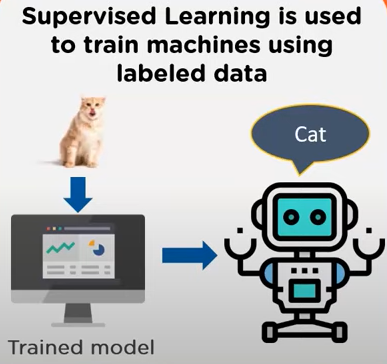 Supervised Learning is used
to train machines using
labeled data
Cat
Trained model